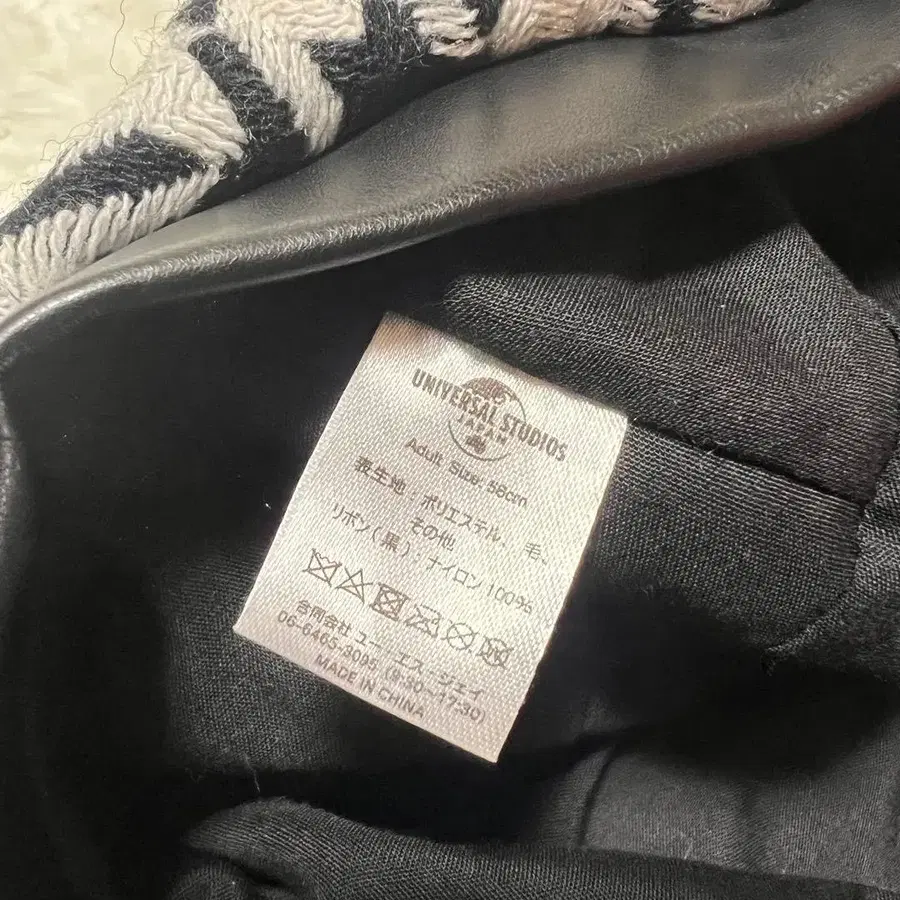 UNIVERSAL STUDIOS
JAPAN
Adult Size: 58cm
表生地：ポリエステル、毛、
その他
リボン(黒)：ナイロン 100%
合同会社 ユー・エス・ジェイ
06-6465-3095 (9:30～17:30)
MADE IN CHINA